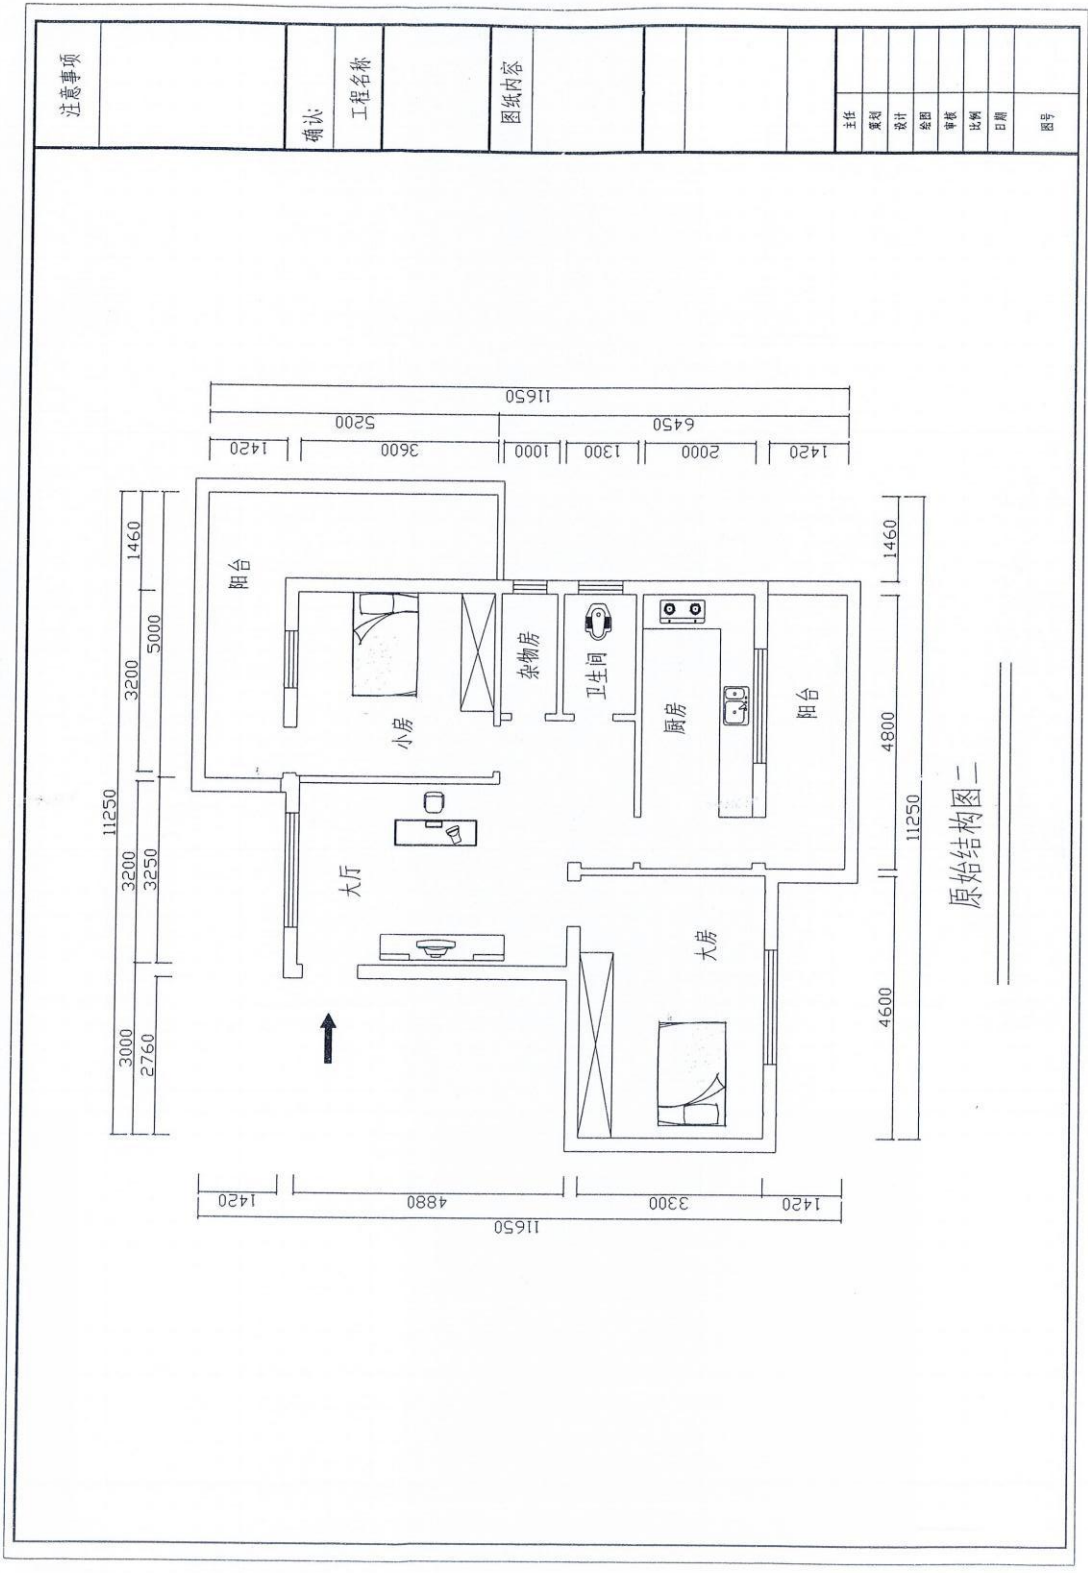 注意事项
确认:
工程名称
图纸内容
主任
策划
设计
绘图
审核
比例
日期
图号
11650
5200
6450
1420
3600
1000
1300
2000
1420
11250
3000
3200
3200
1460
2760
3250
5000
阳台
小房
杂物房
卫生间
厨房
阳台
大厅
大房
1460
4800
4600
11250
1420
4880
3300
1420
11650
原始结构图二